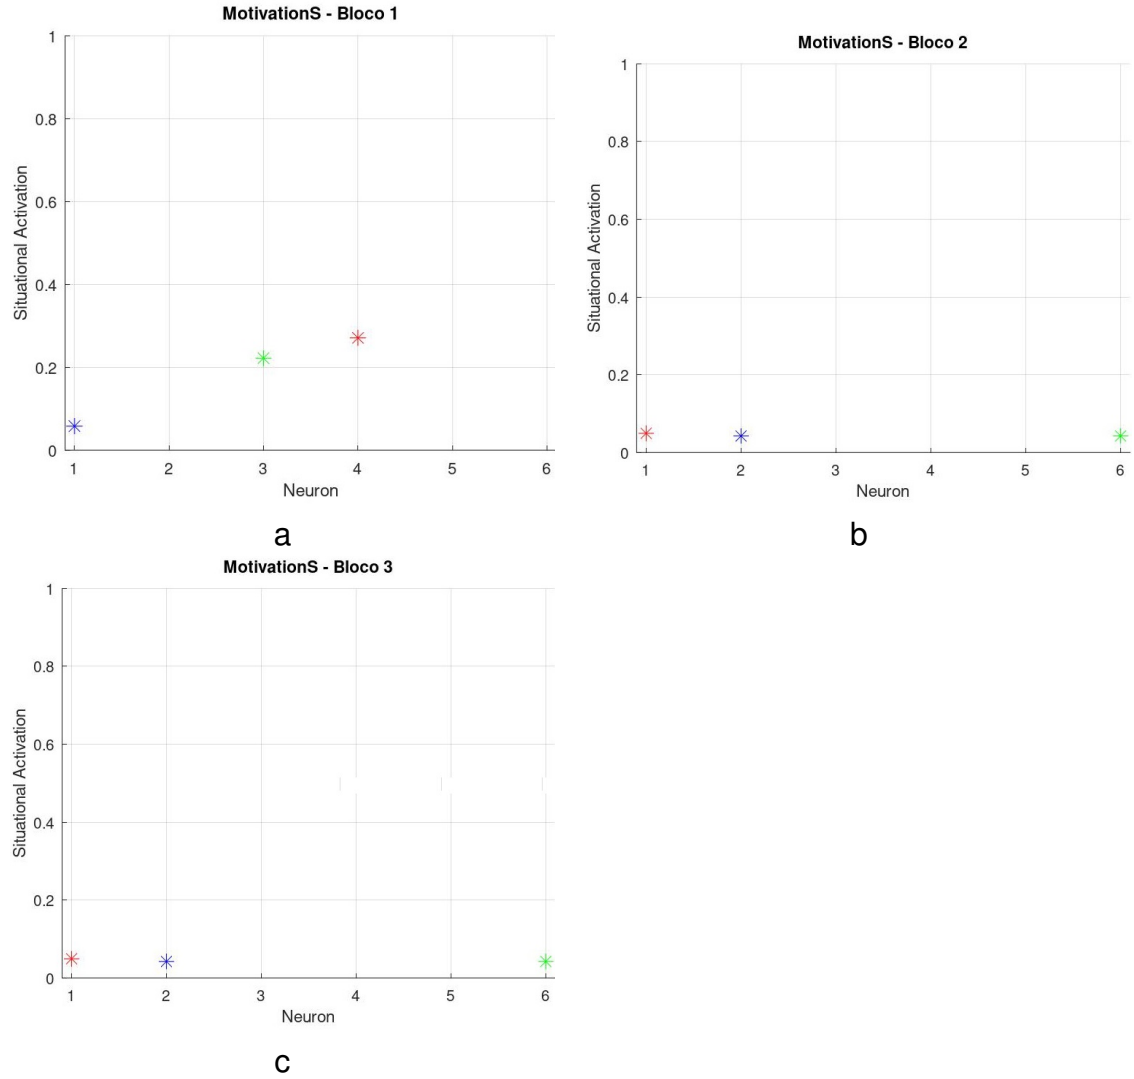 MotivationS - Bloco 1
1
0.8
0.6
0.4
0.2
0
Situational Activation
1 2 3 4 5 6
Neuron
a
MotivationS - Bloco 2
1
0.8
0.6
0.4
0.2
0
Situational Activation
1 2 3 4 5 6
Neuron
b
MotivationS - Bloco 3
1
0.8
0.6
0.4
0.2
0
Situational Activation
1 2 3 4 5 6
Neuron
c